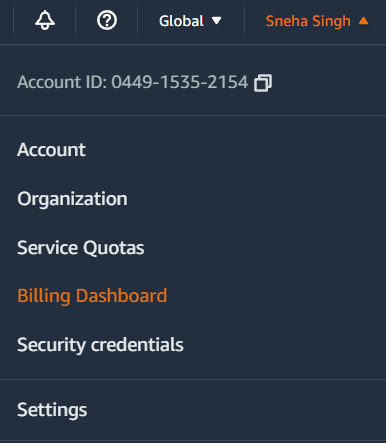 Global Sneha Singh
Account ID: 0449-1535-2154
Account
Organization
Service Quotas
Billing Dashboard
Security credentials
Settings